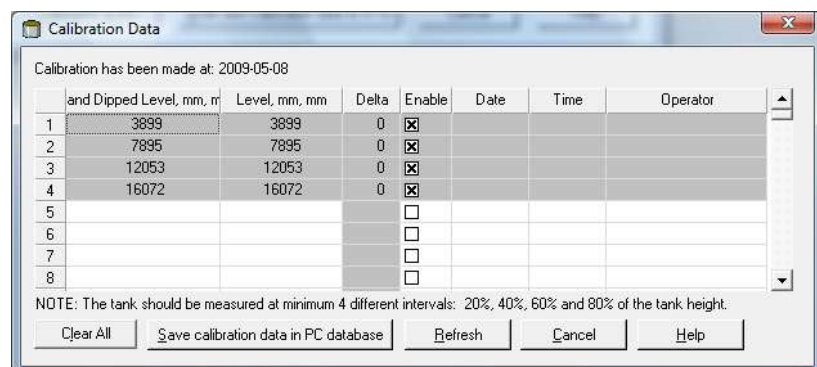 Calibration Data
Calibration has been made at: 2009-05-08
and Dipped Level, mm, m Level, mm, mm Delta Enable Date Time Operator
1 3899 3899 0
2 7895 7895 0
3 12053 12053 0
4 16072 16072 0
5
6
7
8
NOTE: The tank should be measured at minimum 4 different intervals: 20%, 40%, 60% and 80% of the tank height.
Clear All Save calibration data in PC database Refresh Cancel Help